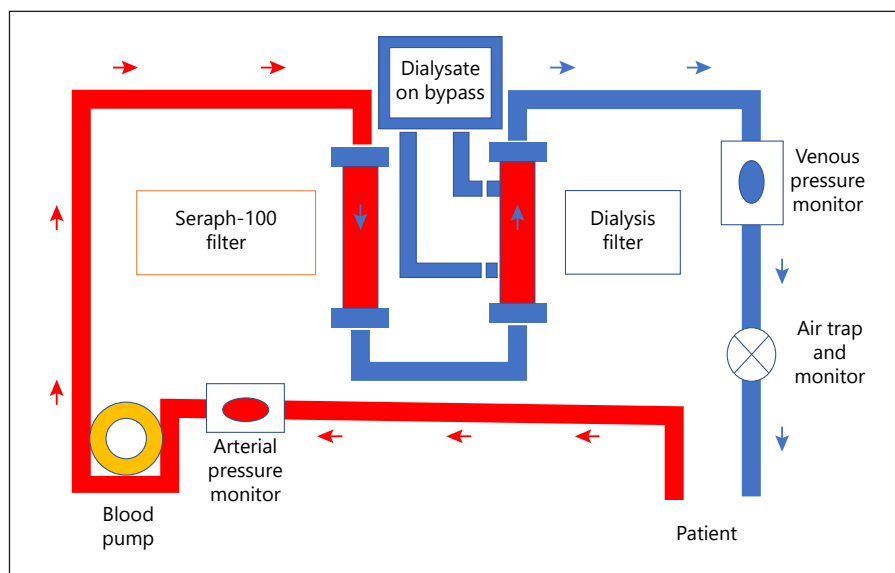 Dialysate
on bypass
Venous
pressure
monitor
Seraph-100
filter
Dialysis
filter
Air trap
and
monitor
Arterial
pressure
monitor
Blood
pump
Patient